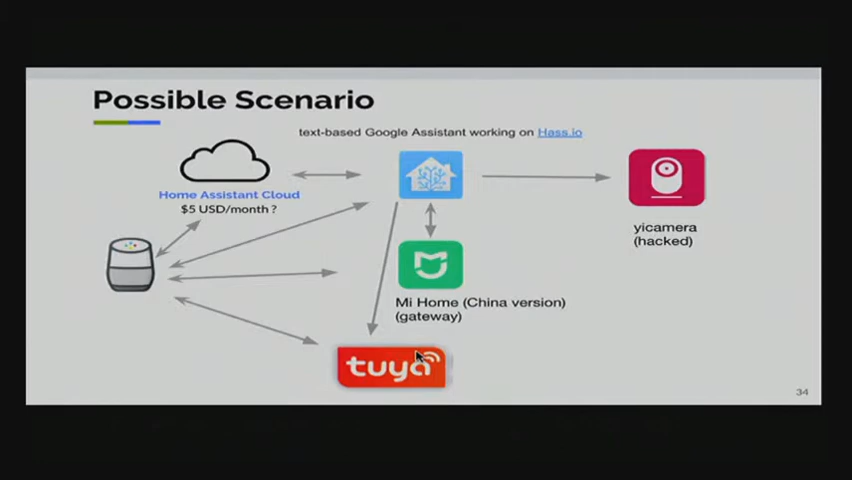 Possible Scenario
text-based Google Assistant working on Hass.io
Home Assistant Cloud
$5 USD/month ?
yicamera
(hacked)
Mi Home (China version)
(gateway)
tuya
34